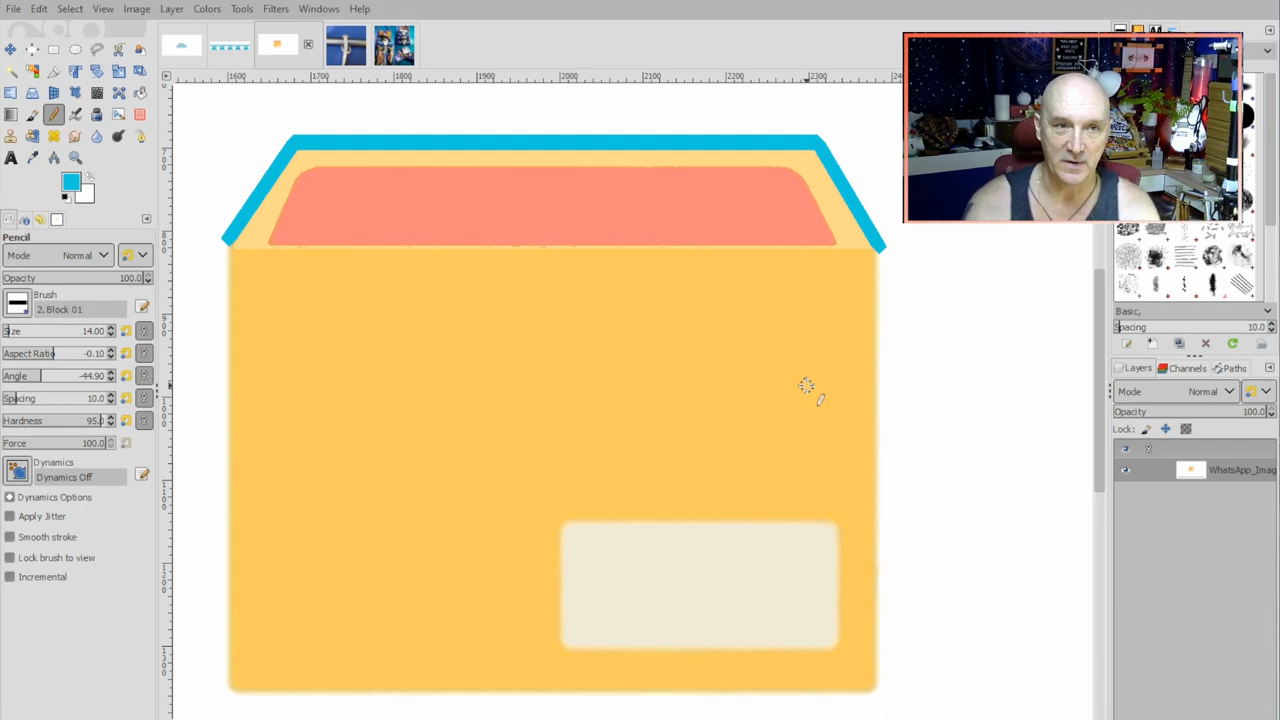 File Edit Select View Image Layer Colors Tools Filters Windows Help
1600 1700 1800 1900 2000 2100 2200 2300
Pencil
Mode Normal
Opacity 100.0
Brush
2. Block 01
Size 14.00
Aspect Ratio -0.10
Angle -44.90
Spacing 10.0
Hardness 95.
Force 100.0
Dynamics
Dynamics Off
Dynamics Options
Apply Jitter
Smooth stroke
Lock brush to view
Incremental
Basic,
Spacing 10.0
Layers Channels Paths
Mode Normal
Opacity 100.0
Lock:
WhatsApp_Imag